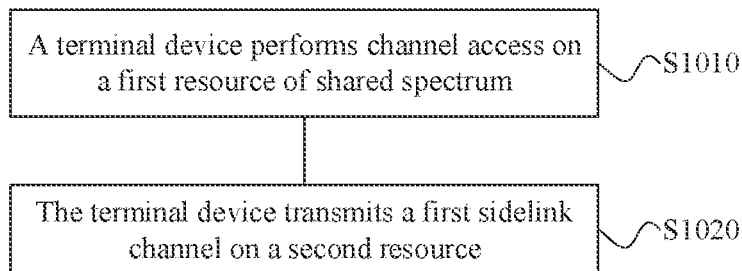 A terminal device performs channel access on
a first resource of shared spectrum
S1010
The terminal device transmits a first sidelink
channel on a second resource
S1020